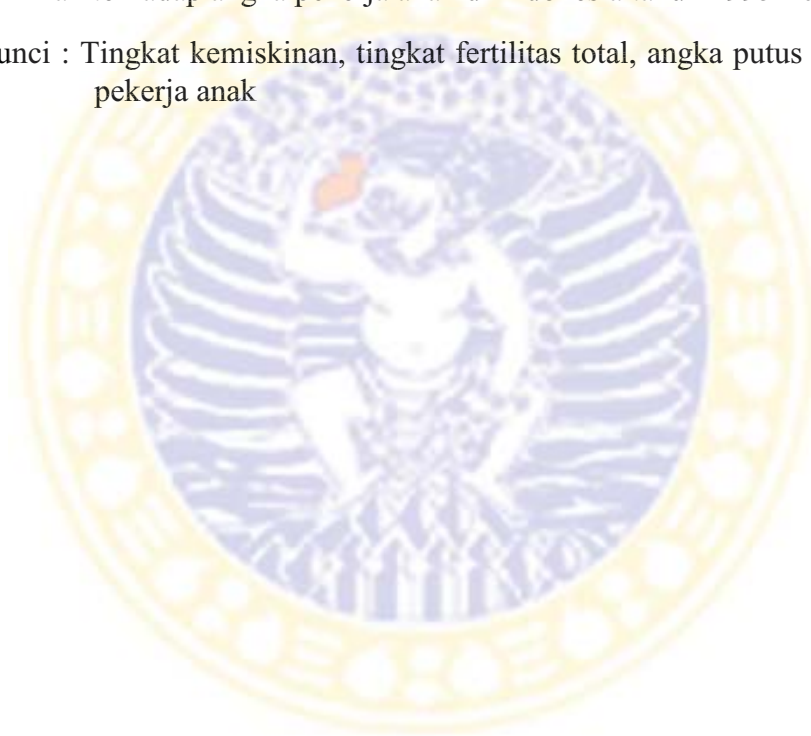 unci : Tingkat kemiskinan, tingkat fertilitas total, angka putus
pekerja anak